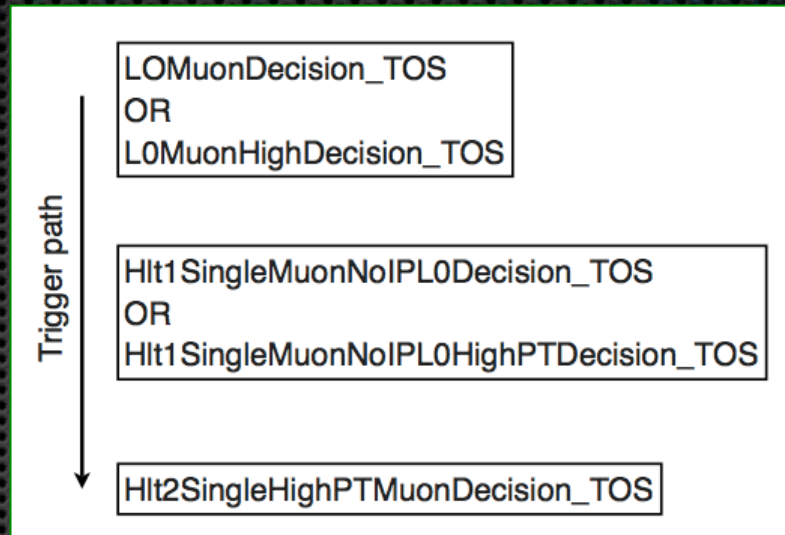 LOMuonDecision_TOS
OR
L0MuonHighDecision_TOS
Trigger path
Hlt1SingleMuonNoIPL0Decision_TOS
OR
Hlt1SingleMuonNoIPL0HighPTDecision_TOS
Hlt2SingleHighPTMuonDecision_TOS